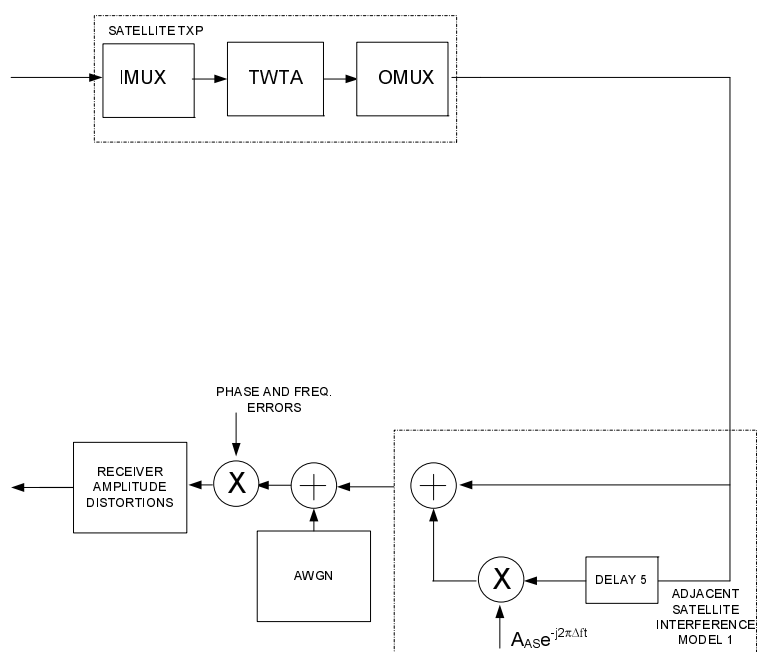 SATELLITE TXP
IMUX
TWTA
OMUX
PHASE AND FREQ.
ERRORS
RECEIVER
AMPLITUDE
DISTORTIONS
X
+
+
AWGN
X
DELAY 5
ADJACENT
SATELLITE
INTERFERENCE
MODEL 1
A_AS e^-j2πΔft